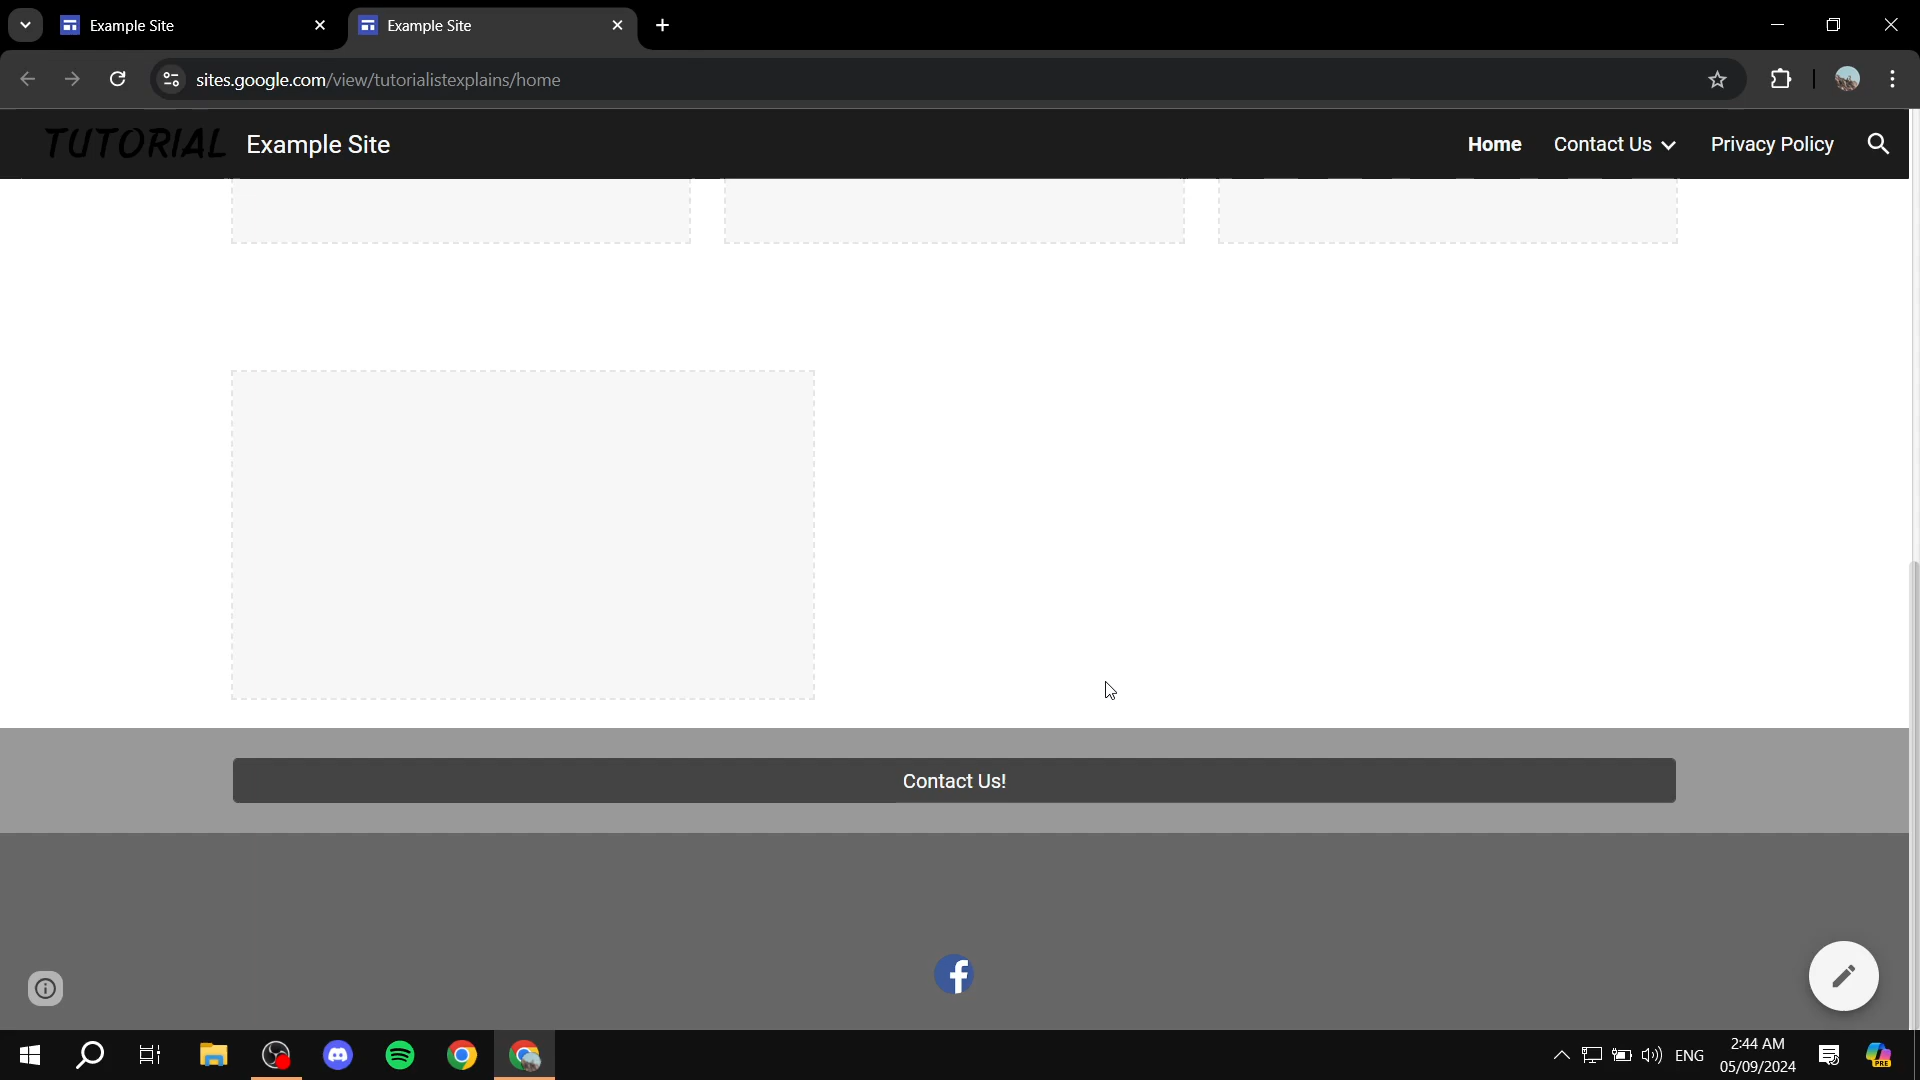 Example Site
Example Site
sites.google.com/view/tutorialistexplains/home
TUTORIAL Example Site Home Contact Us Privacy Policy
Contact Us!
ENG 2:44 AM
05/09/2024
PRE